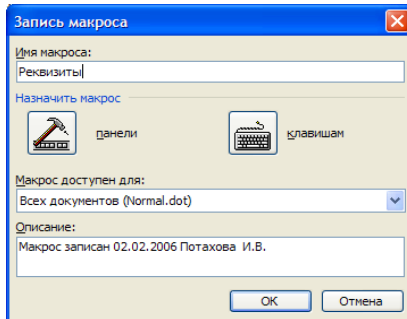 Запись макроса
Имя макроса:
Реквизиты
Назначить макрос
панели
клавишам
Макрос доступен для:
Всех документов (Normal.dot)
Описание:
Макрос записан 02.02.2006 Потахова И.В.
ОК
Отмена